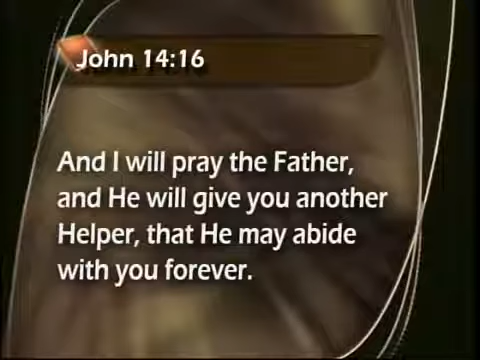 John 14:16
And I will pray the Father,
and He will give you another
Helper, that He may abide
with you forever.